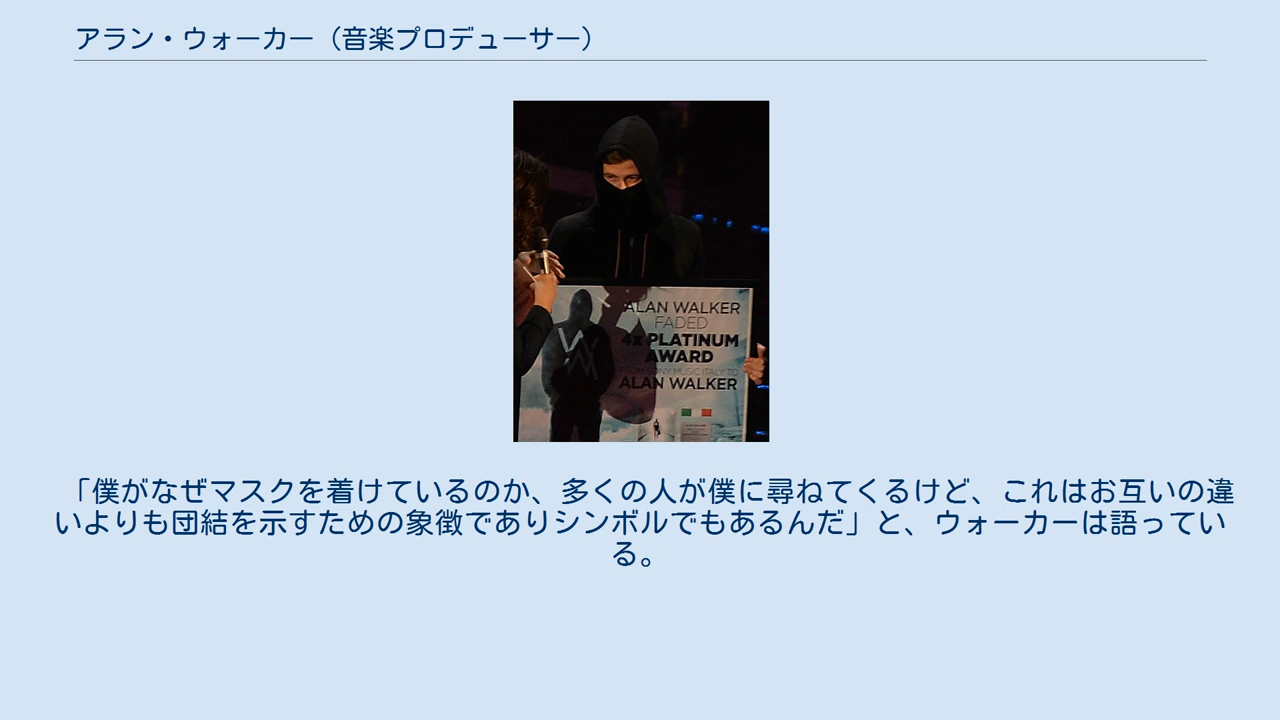 アラン・ウォーカー（音楽プロデューサー）
ALAN WALKER
FADED
4x PLATINUM
AWARD
FROM SONY MUSIC ITALY TO
ALAN WALKER
「僕がなぜマスクを着けているのか、多くの人が僕に尋ねてくるけど、これはお互いの違
いよりも団結を示すための象徴でありシンボルでもあるんだ」と、ウォーカーは語ってい
る。